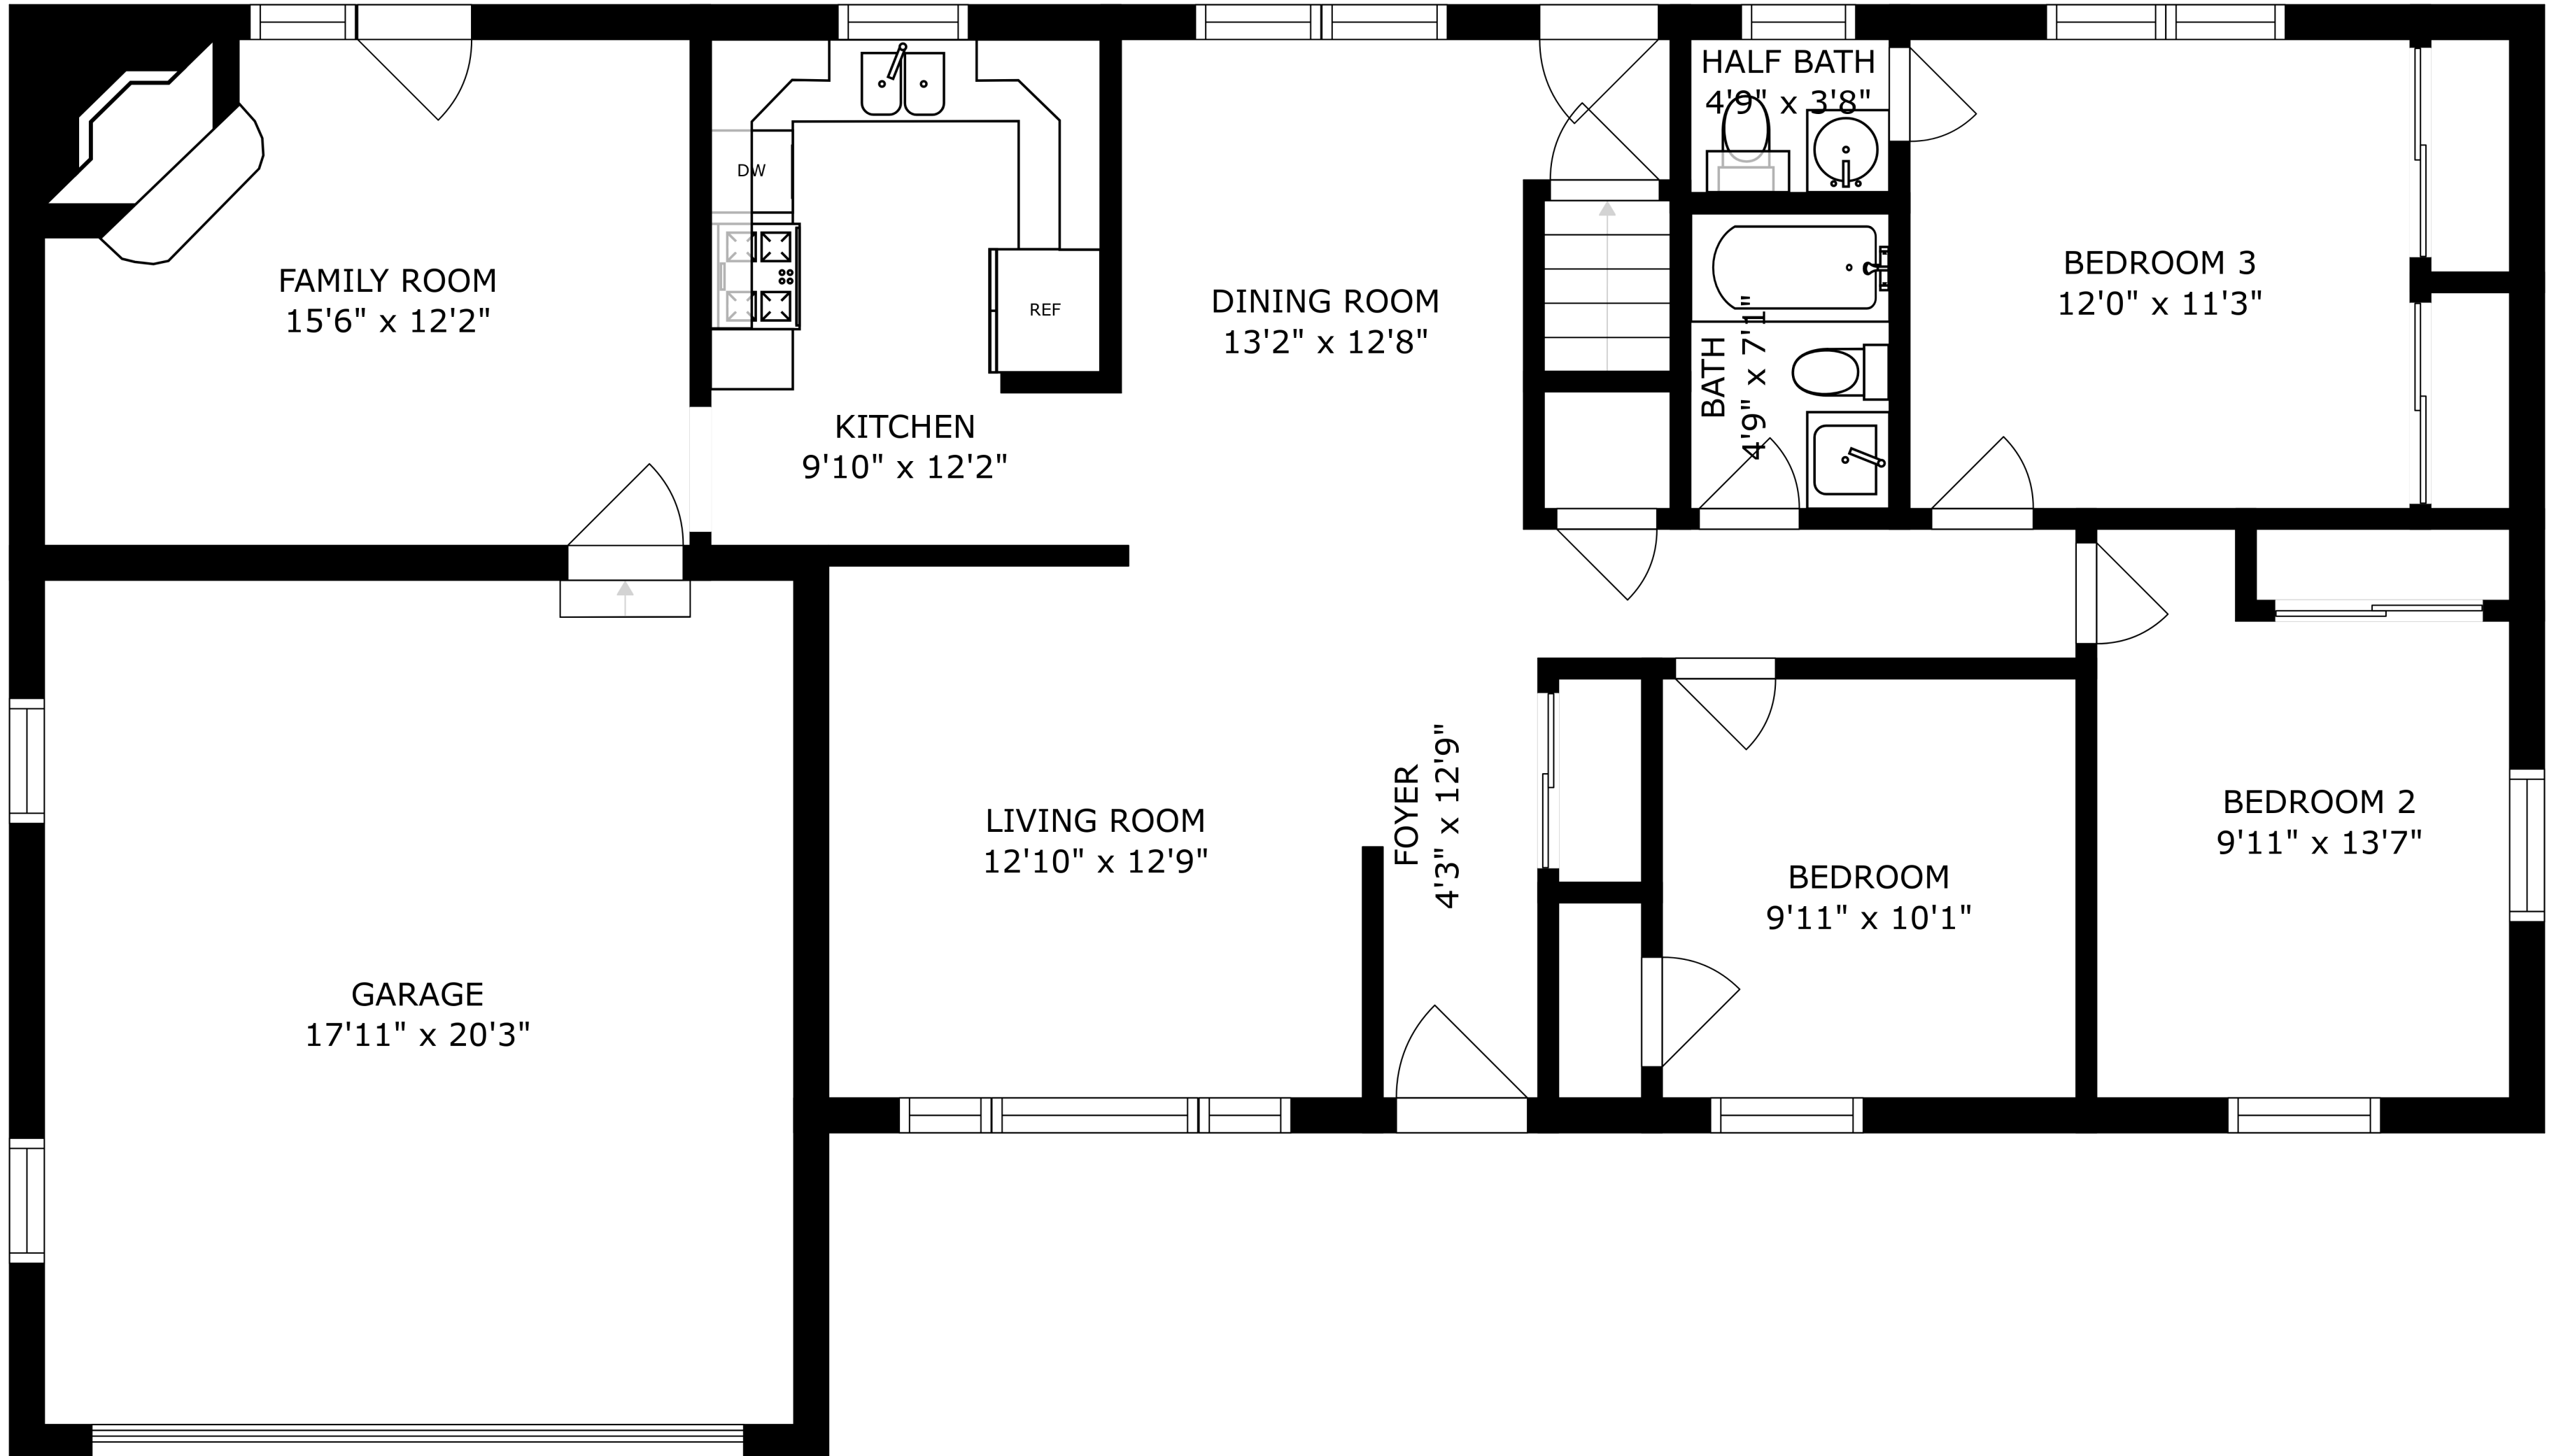 HALF BATH
4'9" x 3'8"
DW
FAMILY ROOM
15'6" x 12'2"
REF
DINING ROOM
13'2" x 12'8"
BEDROOM 3
12'0" x 11'3"
BATH
4'9" x 7'1"
KITCHEN
9'10" x 12'2"
LIVING ROOM
12'10" x 12'9"
FOYER
4'3" x 12'9"
BEDROOM 2
9'11" x 13'7"
BEDROOM
9'11" x 10'1"
GARAGE
17'11" x 20'3"